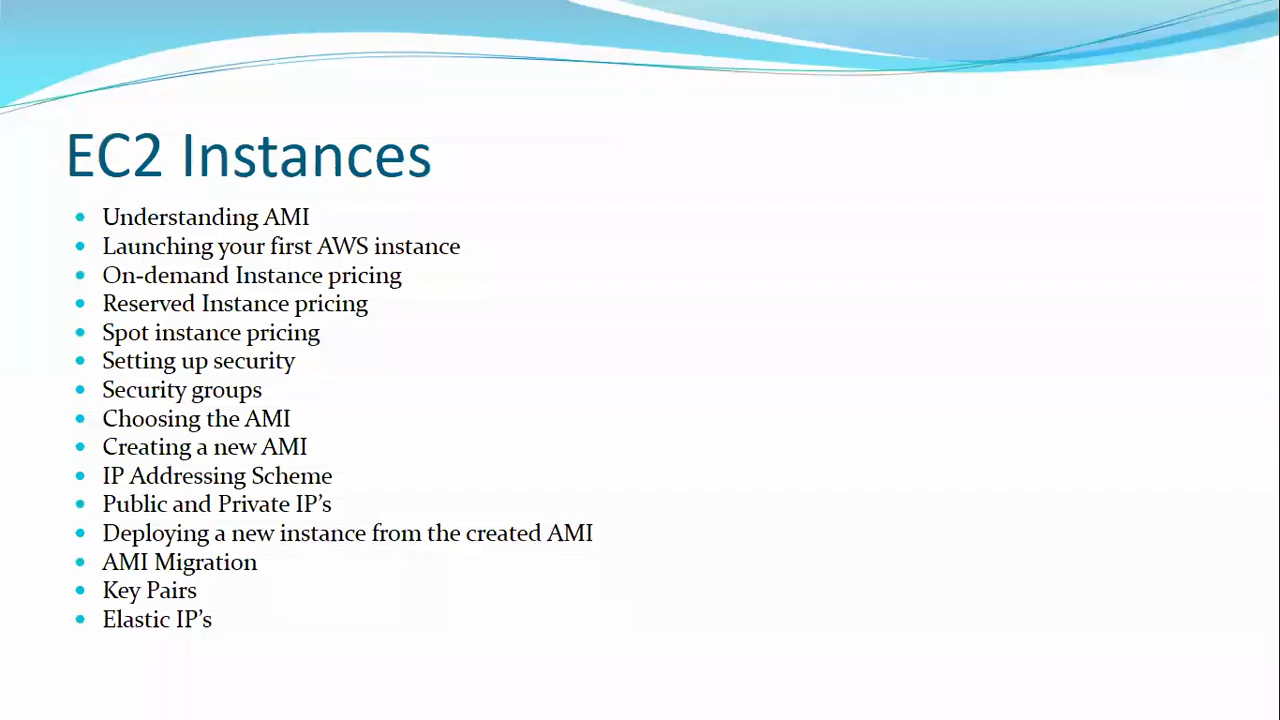 EC2 Instances
• Understanding AMI
• Launching your first AWS instance
• On-demand Instance pricing
• Reserved Instance pricing
• Spot instance pricing
• Setting up security
• Security groups
• Choosing the AMI
• Creating a new AMI
• IP Addressing Scheme
• Public and Private IP’s
• Deploying a new instance from the created AMI
• AMI Migration
• Key Pairs
• Elastic IP’s